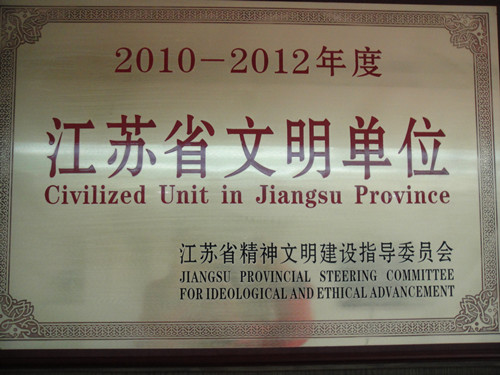 2010－2012年度
江苏省文明单位
Civilized Unit in Jiangsu Province
江苏省精神文明建设指导委员会
JIANGSU PROVINCIAL STEERING COMMITTEE
FOR IDEOLOGICAL AND ETHICAL ADVANCEMENT